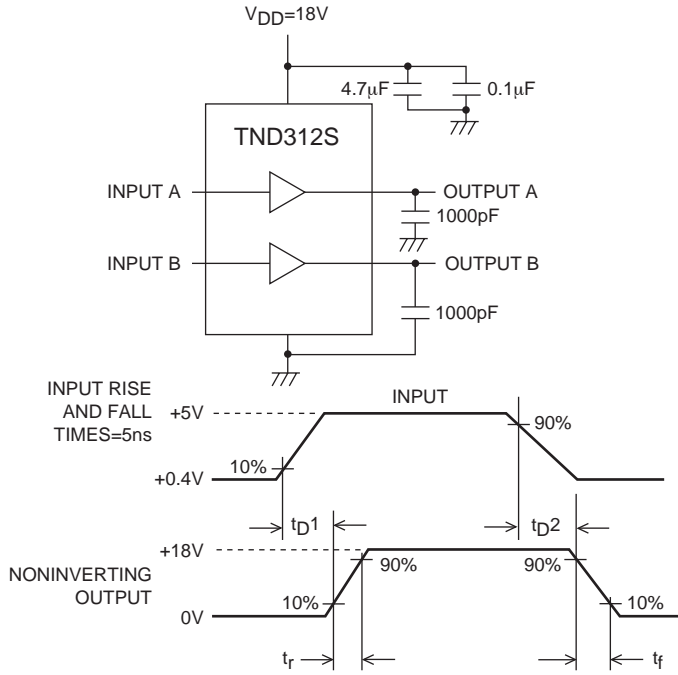 VDD=18V
4.7μF
0.1μF
TND312S
INPUT A
OUTPUT A
1000pF
INPUT B
OUTPUT B
1000pF
INPUT RISE
AND FALL
TIMES=5ns
+5V
INPUT
90%
10%
+0.4V
tD1
tD2
+18V
NONINVERTING
OUTPUT
90%
90%
10%
10%
0V
tr
tf